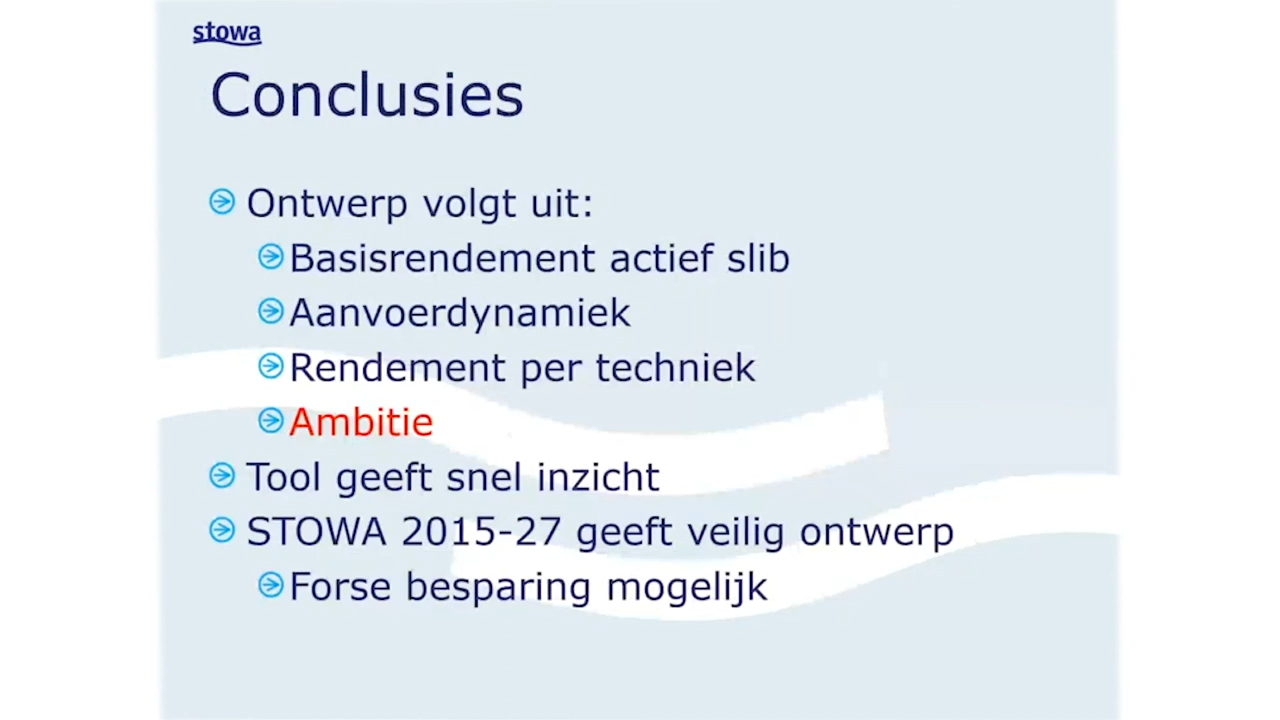 stowa
Conclusies
Ontwerp volgt uit:
Basisrendement actief slib
Aanvoerdynamiek
Rendement per techniek
Ambitie
Tool geeft snel inzicht
STOWA 2015-27 geeft veilig ontwerp
Forse besparing mogelijk